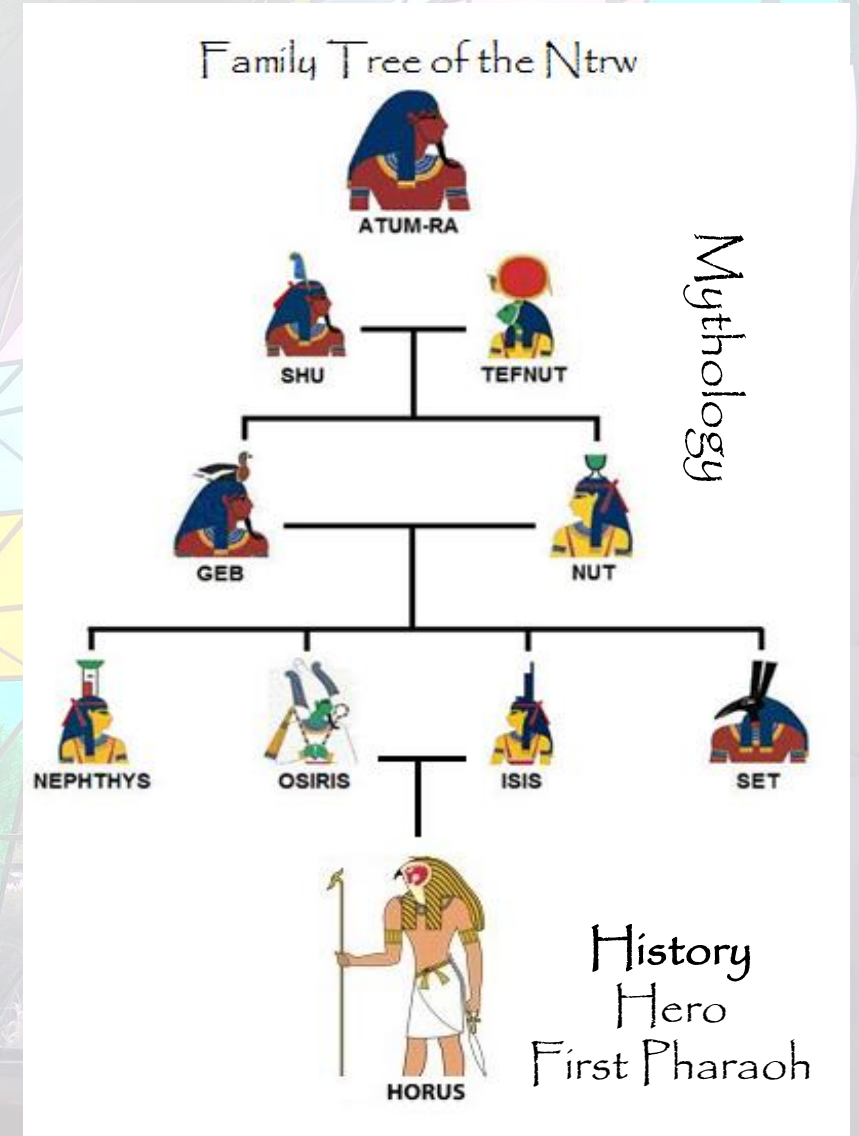 Family Tree of the Ntrw
ATUM-RA
SHU
TEFNUT
Mythology
GEB
NUT
NEPHTHYS
OSIRIS
ISIS
SET
History
Hero
First Pharaoh
HORUS